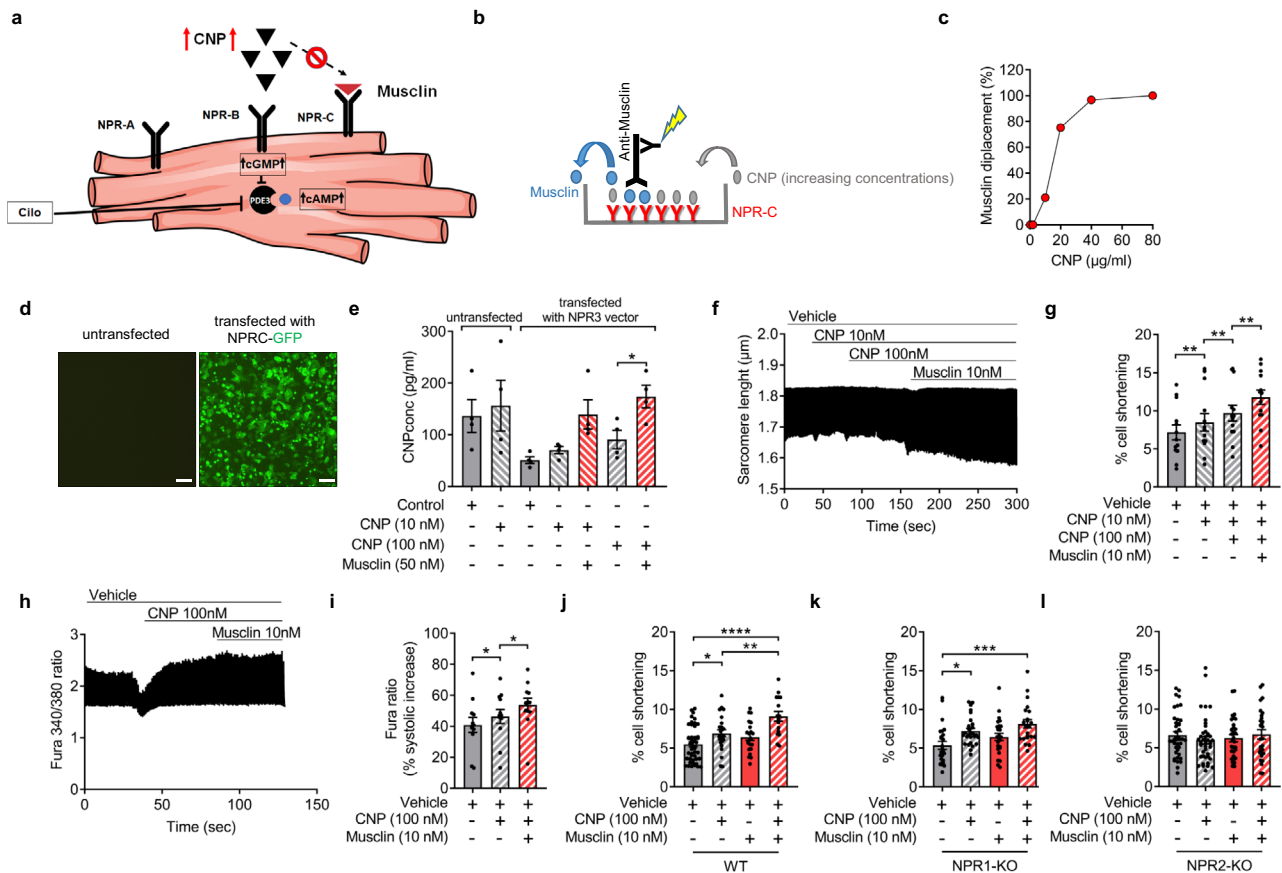 a
CNP
Musclin
NPR-A
NPR-B
NPR-C
cGMP
PDE3
cAMP
Cilo
b
Anti-Musclin
Musclin
CNP (increasing concentrations)
NPR-C
c
Musclin diplacement (%)
120
100
80
60
40
20
0
0 20 40 60 80
CNP (µg/ml)
d
untransfected
transfected with
NPRC-GFP
e
transfected
untransfected with NPR3 vector
CNPconc (pg/ml)
300
200
100
0
*
Control + - + - - - -
CNP (10 nM) - + - + + - -
CNP (100 nM) - - - - - + +
Musclin (50 nM) - - - - + - +
f
Vehicle
CNP 10nM
CNP 100nM
Musclin 10nM
Sarcomere lenght (µm)
2.0
1.9
1.8
1.7
1.6
1.5
0 50 100 150 200 250 300
Time (sec)
g
% cell shortening
20
15
10
5
0
** ** **
Vehicle + + + +
CNP (10 nM) - + + +
CNP (100 nM) - - + +
Musclin (10 nM) - - - +
h
Vehicle
CNP 100nM
Musclin 10nM
Fura 340/380 ratio
3
2
1
0
0 50 100 150
Time (sec)
i
Fura ratio
(% systolic increase)
100
80
60
40
20
0
* *
Vehicle + + +
CNP (100 nM) - + +
Musclin (10 nM) - - +
j
% cell shortening
20
15
10
5
0
****
* **
Vehicle + + + +
CNP (100 nM) - + - +
Musclin (10 nM) - - + +
WT
k
% cell shortening
20
15
10
5
0
***
*
Vehicle + + + +
CNP (100 nM) - + - +
Musclin (10 nM) - - + +
NPR1-KO
l
% cell shortening
20
15
10
5
0
Vehicle + + + +
CNP (100 nM) - + - +
Musclin (10 nM) - - + +
NPR2-KO